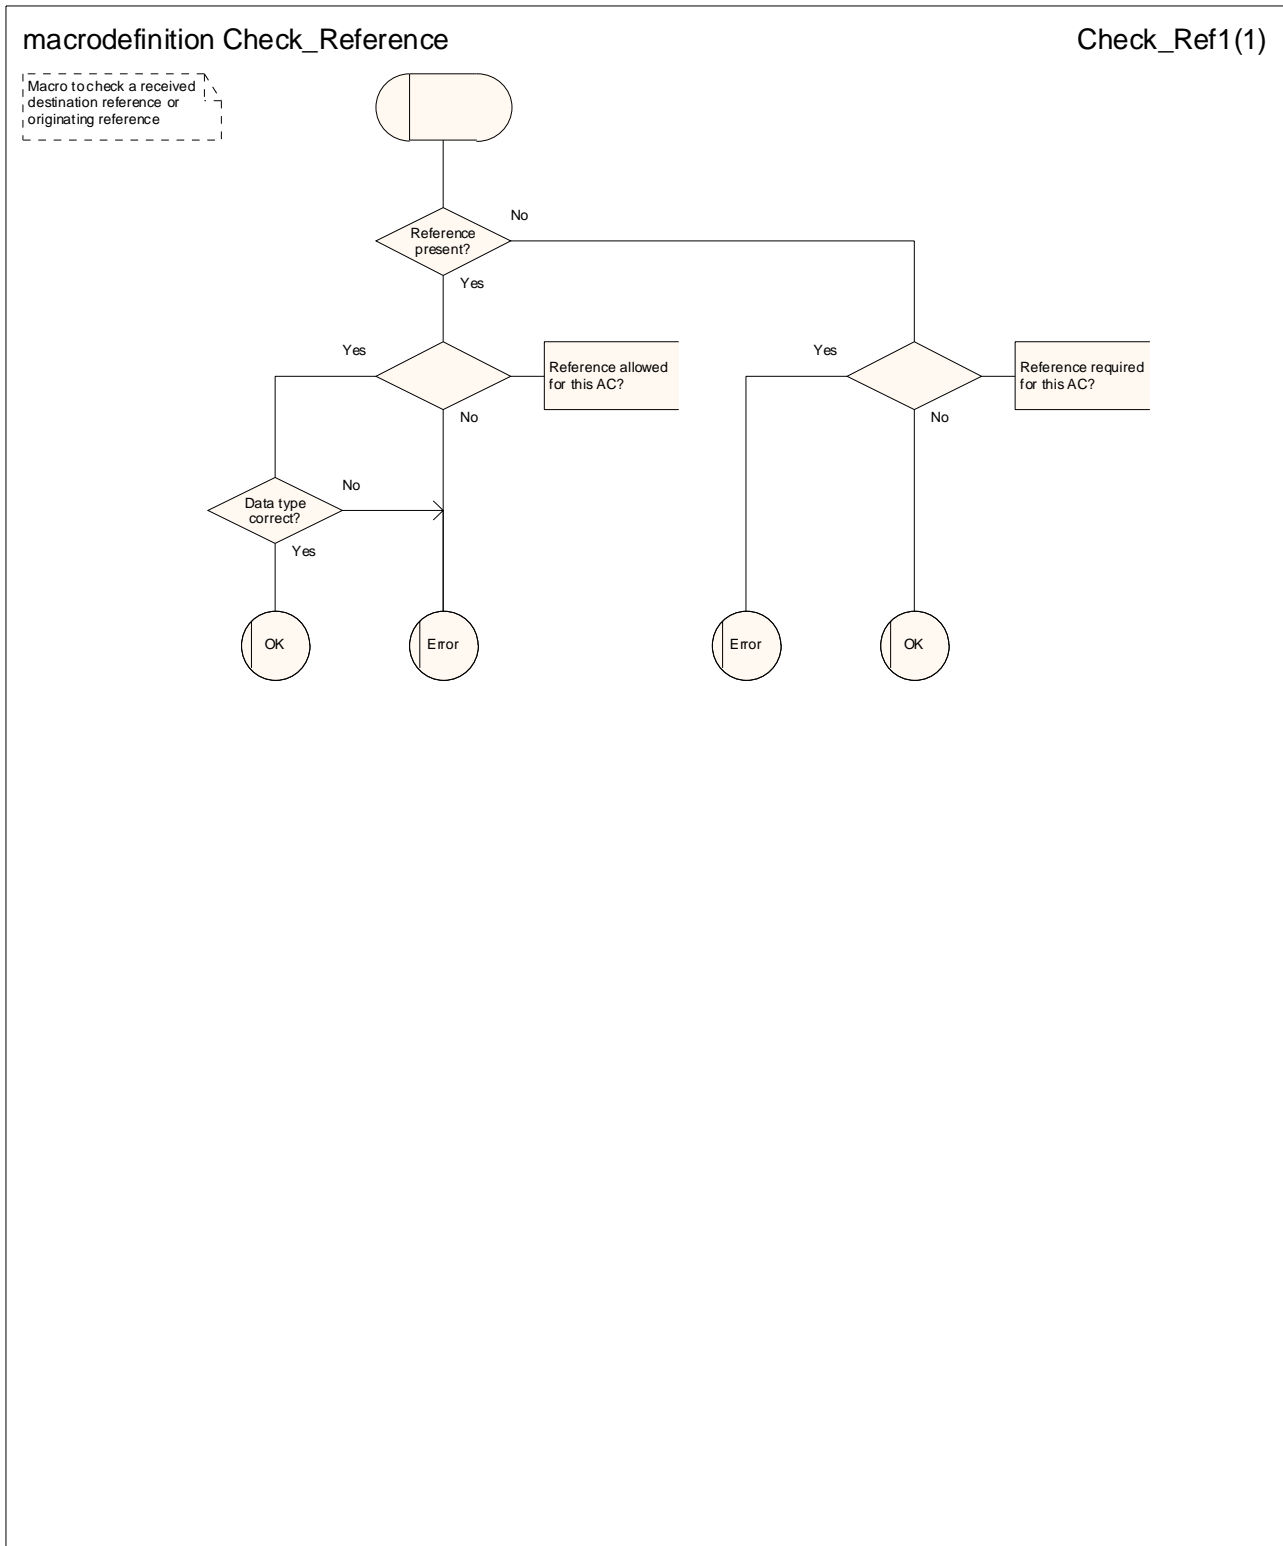 macrodefinition Check_Reference
Check_Ref1(1)
Macro to check a received
destination reference or
originating reference
No
Reference
present?
Yes
Yes
Reference allowed
for this AC?
No
Yes
Reference required
for this AC?
No
No
Data type
correct?
Yes
OK
Error
Error
OK